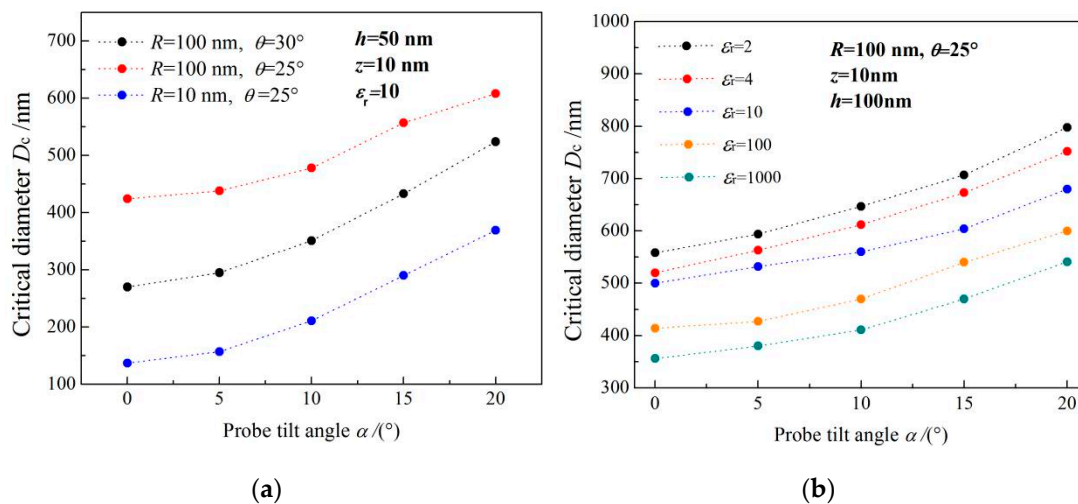 700
600
500
400
300
200
100
0
5
10
15
20
Critical diameter Dc /nm
Probe tilt angle α /(°)
R=100 nm, θ=30°
R=100 nm, θ=25°
R=10 nm, θ=25°
h=50 nm
z=10 nm
εr=10
(a)
1000
900
800
700
600
500
400
300
0
5
10
15
20
Critical diameter Dc /nm
Probe tilt angle α /(°)
εr=2
εr=4
εr=10
εr=100
εr=1000
R=100 nm, θ=25°
z=10nm
h=100nm
(b)